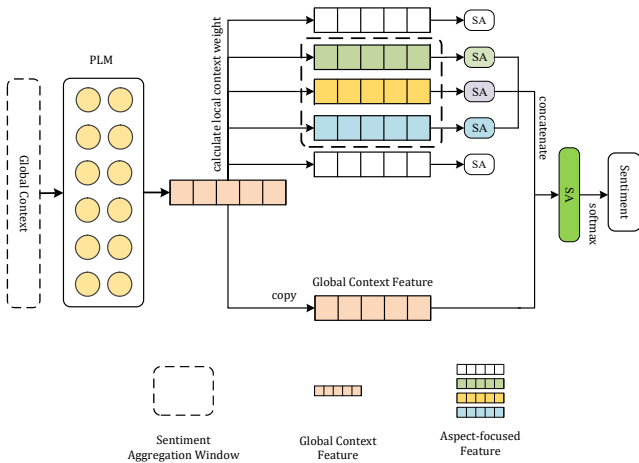 PLM
Global Context
calculate local context weight
SA
SA
SA
SA
SA
concatenate
SA
softmax
Sentiment
copy
Global Context Feature
Sentiment
Aggregation Window
Global Context
Feature
Aspect-focused
Feature